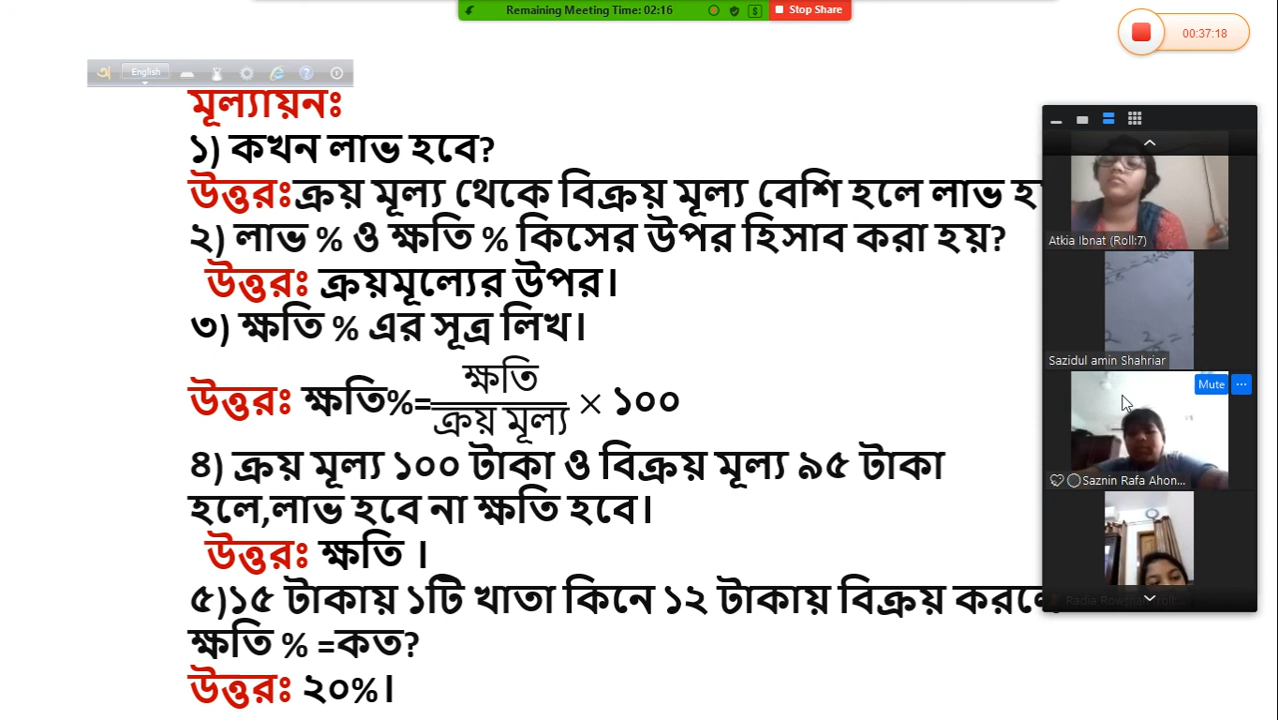 Remaining Meeting Time: 02:16
Stop Share
00:37:18
English
মূল্যায়নঃ
১) কখন লাভ হবে?
উত্তরঃক্রয় মূল্য থেকে বিক্রয় মূল্য বেশি হলে লাভ
২) লাভ % ও ক্ষতি % কিসের উপর হিসাব করা হয়?
উত্তরঃ ক্রয়মূল্যের উপর।
৩) ক্ষতি % এর সূত্র লিখ।
উত্তরঃ ক্ষতি%=ক্ষতি/ক্রয় মূল্য × ১০০
৪) ক্রয় মূল্য ১০০ টাকা ও বিক্রয় মূল্য ৯৫ টাকা
হলে,লাভ হবে না ক্ষতি হবে।
উত্তরঃ ক্ষতি ।
৫)১৫ টাকায় ১টি খাতা কিনে ১২ টাকায় বিক্রয় করলে
ক্ষতি % =কত?
উত্তরঃ ২০%।
Atkia Ibnat (Roll:7)
Sazidul amin Shahriar
Mute
Saznin Rafa Ahon...